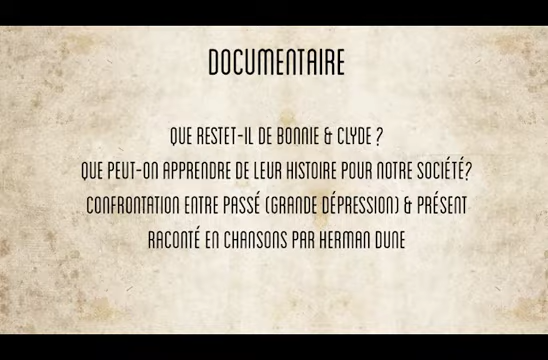 DOCUMENTAIRE
QUE RESTET-IL DE BONNIE & CLYDE ?
QUE PEUT-ON APPRENDRE DE LEUR HISTOIRE POUR NOTRE SOCIÉTÉ?
CONFRONTATION ENTRE PASSÉ (GRANDE DÉPRESSION) & PRÉSENT
RACONTÉ EN CHANSONS PAR HERMAN DUNE